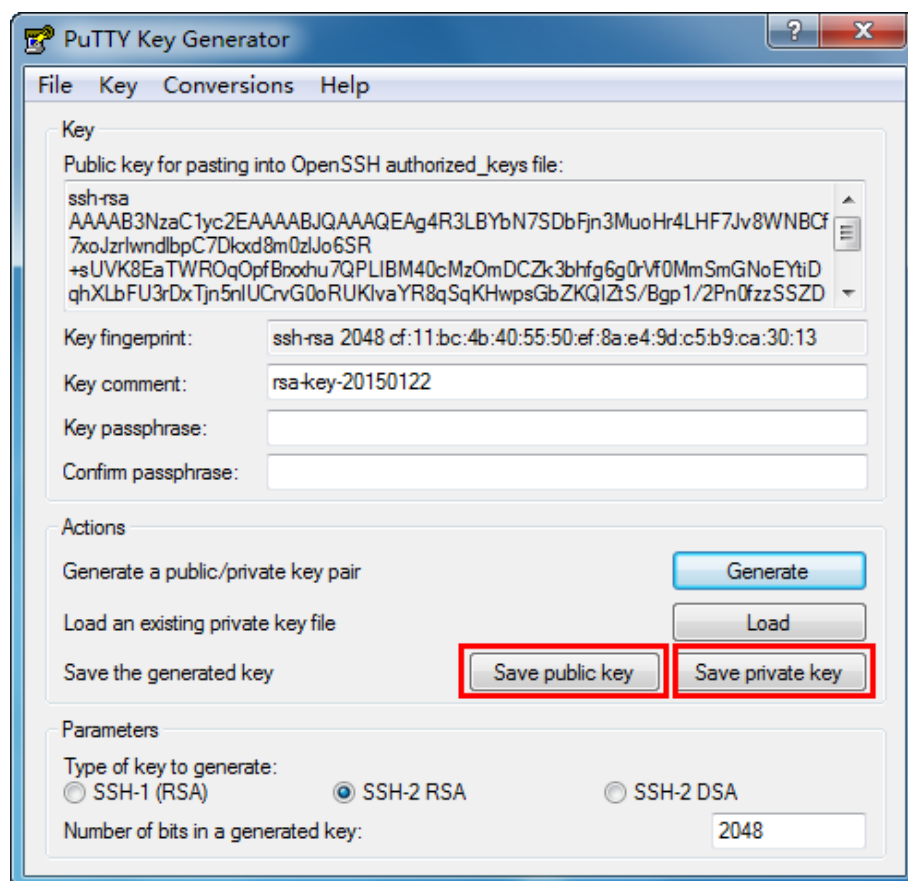 PuTTY Key Generator
File Key Conversions Help
Key
Public key for pasting into OpenSSH authorized_keys file:
ssh-rsa
AAAAB3NzaC1yc2EAAAABJQAAAQEAg4R3LBYbN7SDbFjn3MuoHr4LHF7Jv8WNBCf
7xoJzrIwndlbpC7Dkxd8m0zlJo6SR
+sUVK8EaTWROqOpfBrxxhu7QPLIBM40cMzOmDCZk3bhfg6g0rVf0MmSmGNoEYtiD
qhXLbFU3rDxTjn5nlUCrvG0oRUKlvaYR8qSqKHwpsGbZKQIZtS/Bgp1/2Pn0fzzSSZD
Key fingerprint: ssh-rsa 2048 cf:11:bc:4b:40:55:50:ef:8a:e4:9d:c5:b9:ca:30:13
Key comment: rsa-key-20150122
Key passphrase:
Confirm passphrase:
Actions
Generate a public/private key pair Generate
Load an existing private key file Load
Save the generated key Save public key Save private key
Parameters
Type of key to generate:
SSH-1 (RSA) SSH-2 RSA SSH-2 DSA
Number of bits in a generated key: 2048